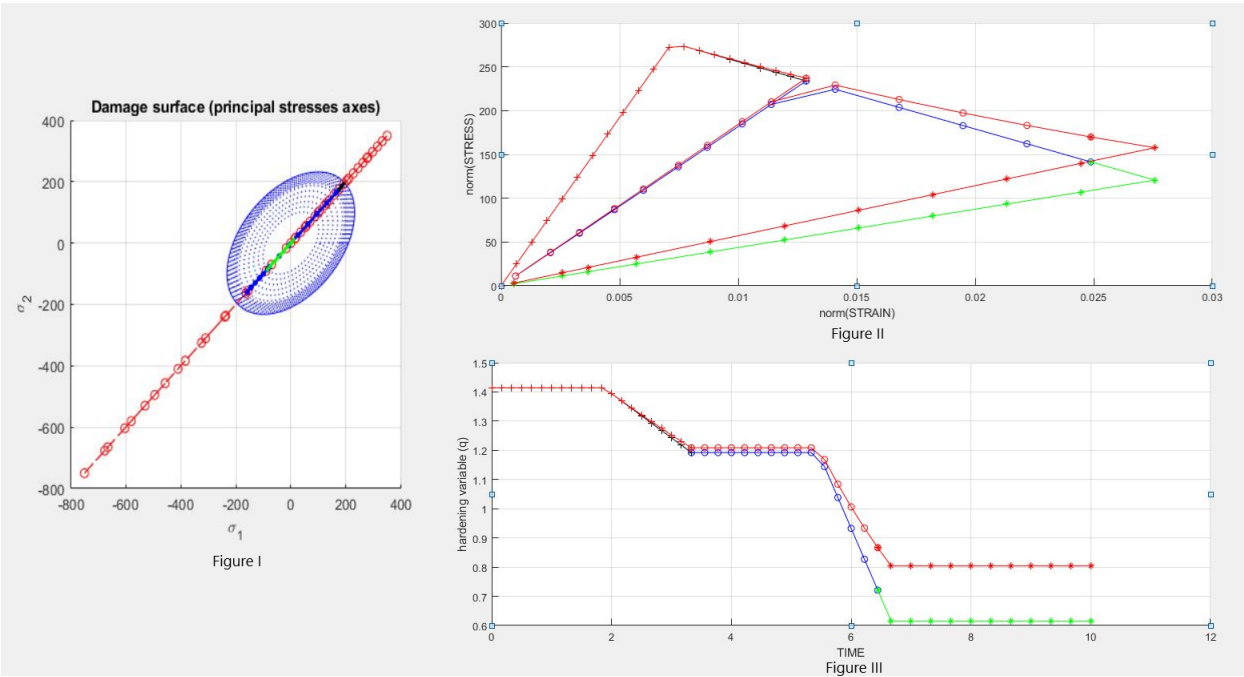 Damage surface (principal stresses axes)
400
200
0
-200
-400
-600
-800
σ2
-800 -600 -400 -200 0 200 400
σ1
Figure I
300
250
200
150
100
50
0
norm(STRESS)
0 0.005 0.01 0.015 0.02 0.025 0.03
norm(STRAIN)
Figure II
1.5
1.4
1.3
1.2
1.1
1
0.9
0.8
0.7
0.6
hardening variable (q)
0 2 4 6 8 10 12
TIME
Figure III